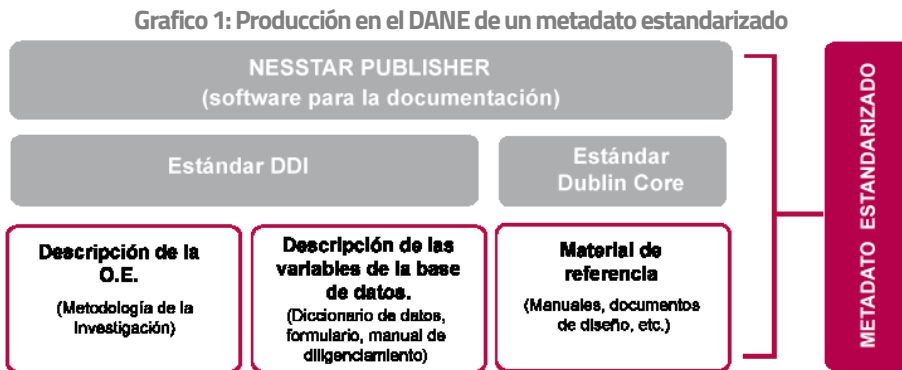 Grafico 1: Producción en el DANE de un metadato estandarizado
NESSTAR PUBLISHER
(software para la documentación)
Estándar DDI
Estándar
Dublin Core
Descripción de la
O.E.
(Metodología de la
Investigación)
Descripción de las
variables de la base
de datos.
(Diccionario de datos,
formulario, manual de
diligenciamiento)
Material de
referencia
(Manuales, documentos
de diseño, etc.)
METADATO ESTANDARIZADO